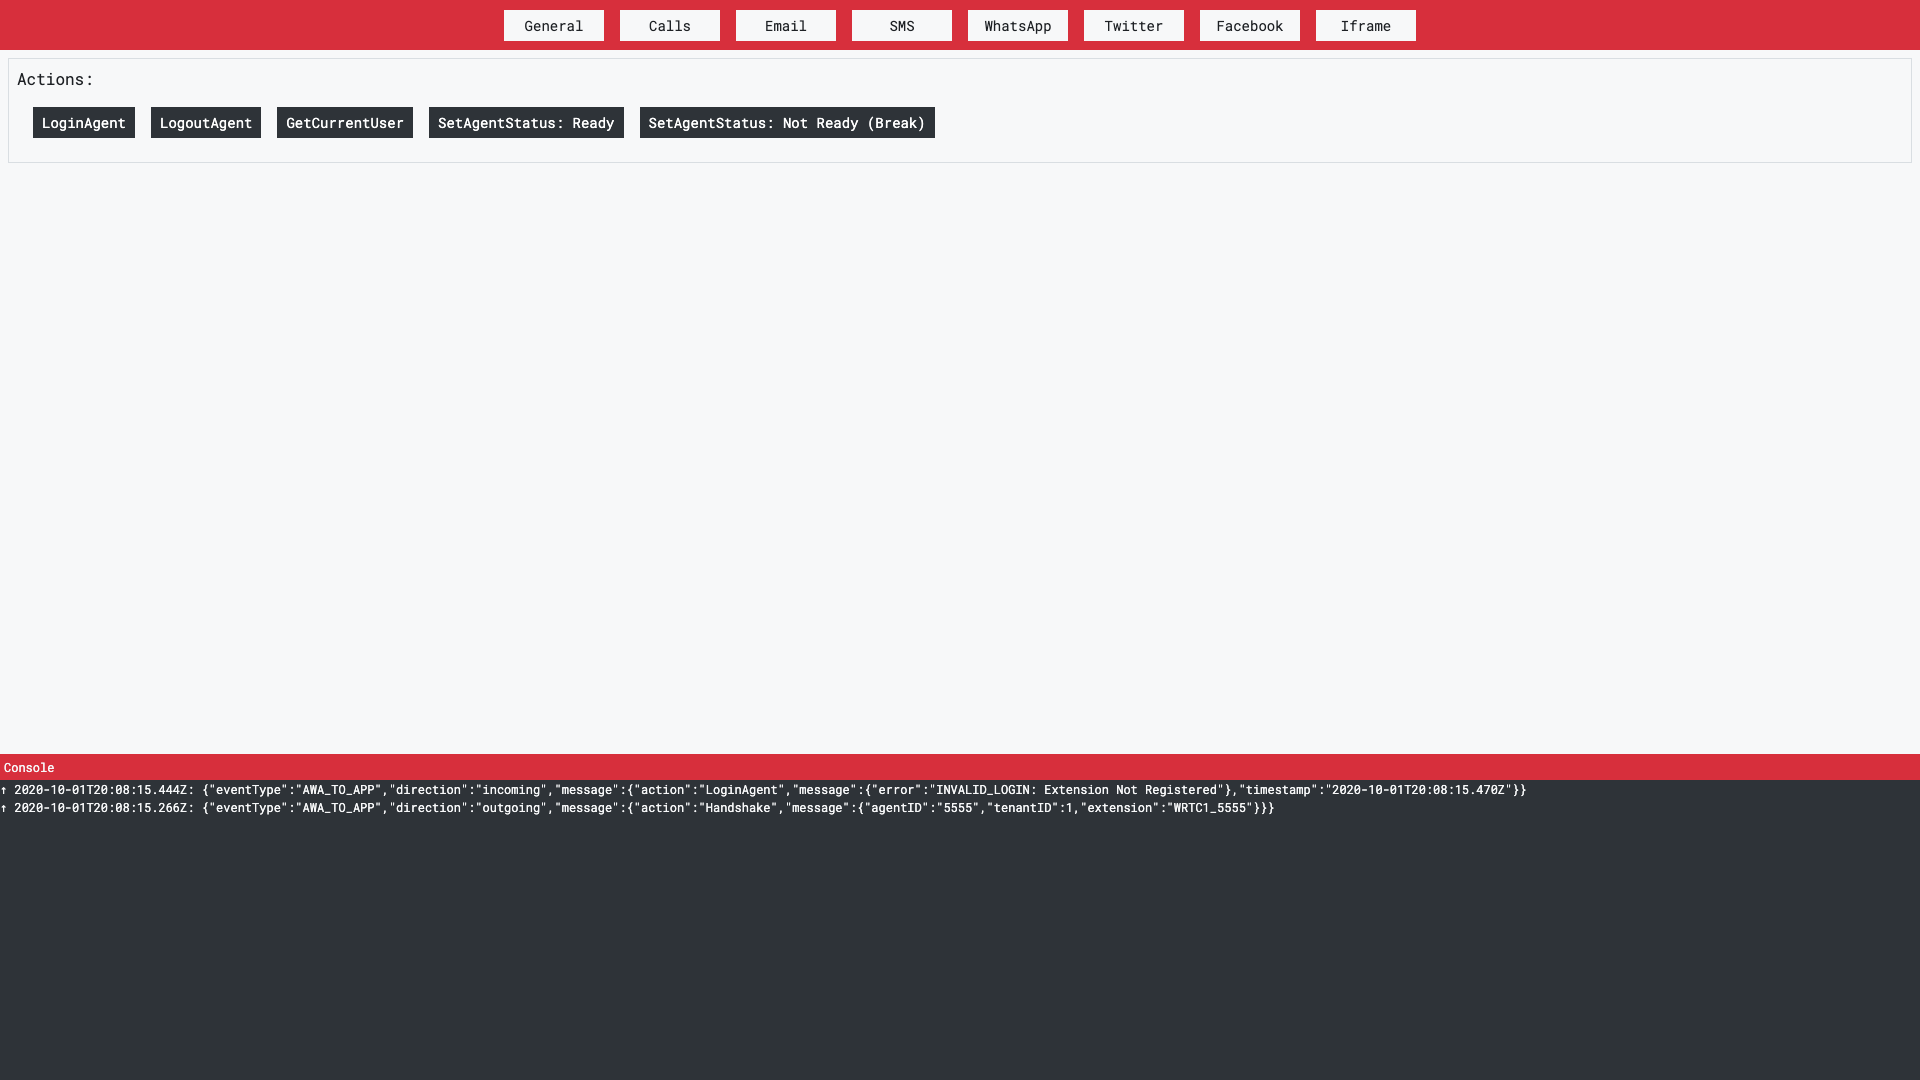 General Calls Email SMS WhatsApp Twitter Facebook Iframe
Actions:
LoginAgent LogoutAgent GetCurrentUser SetAgentStatus: Ready SetAgentStatus: Not Ready (Break)
Console
↑ 2020-10-01T20:08:15.444Z: {"eventType":"AWA_TO_APP","direction":"incoming","message":{"action":"LoginAgent","message":{"error":"INVALID_LOGIN: Extension Not Registered"},"timestamp":"2020-10-01T20:08:15.470Z"}}
↑ 2020-10-01T20:08:15.266Z: {"eventType":"AWA_TO_APP","direction":"outgoing","message":{"action":"Handshake","message":{"agentID":"5555","tenantID":1,"extension":"WRTC1_5555"}}}